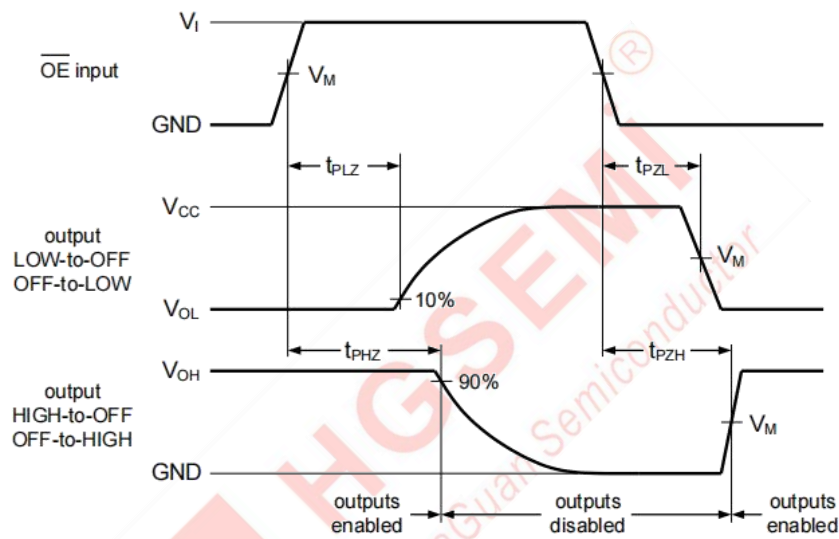 V_I
OE input
V_M
GND
t_PLZ
t_PZL
V_CC
output
LOW-to-OFF
OFF-to-LOW
V_M
10%
V_OL
t_PHZ
t_PZH
V_OH
90%
output
HIGH-to-OFF
OFF-to-HIGH
V_M
GND
outputs
enabled
outputs
disabled
outputs
enabled
HGSEMI
®
Guan Semiconductor